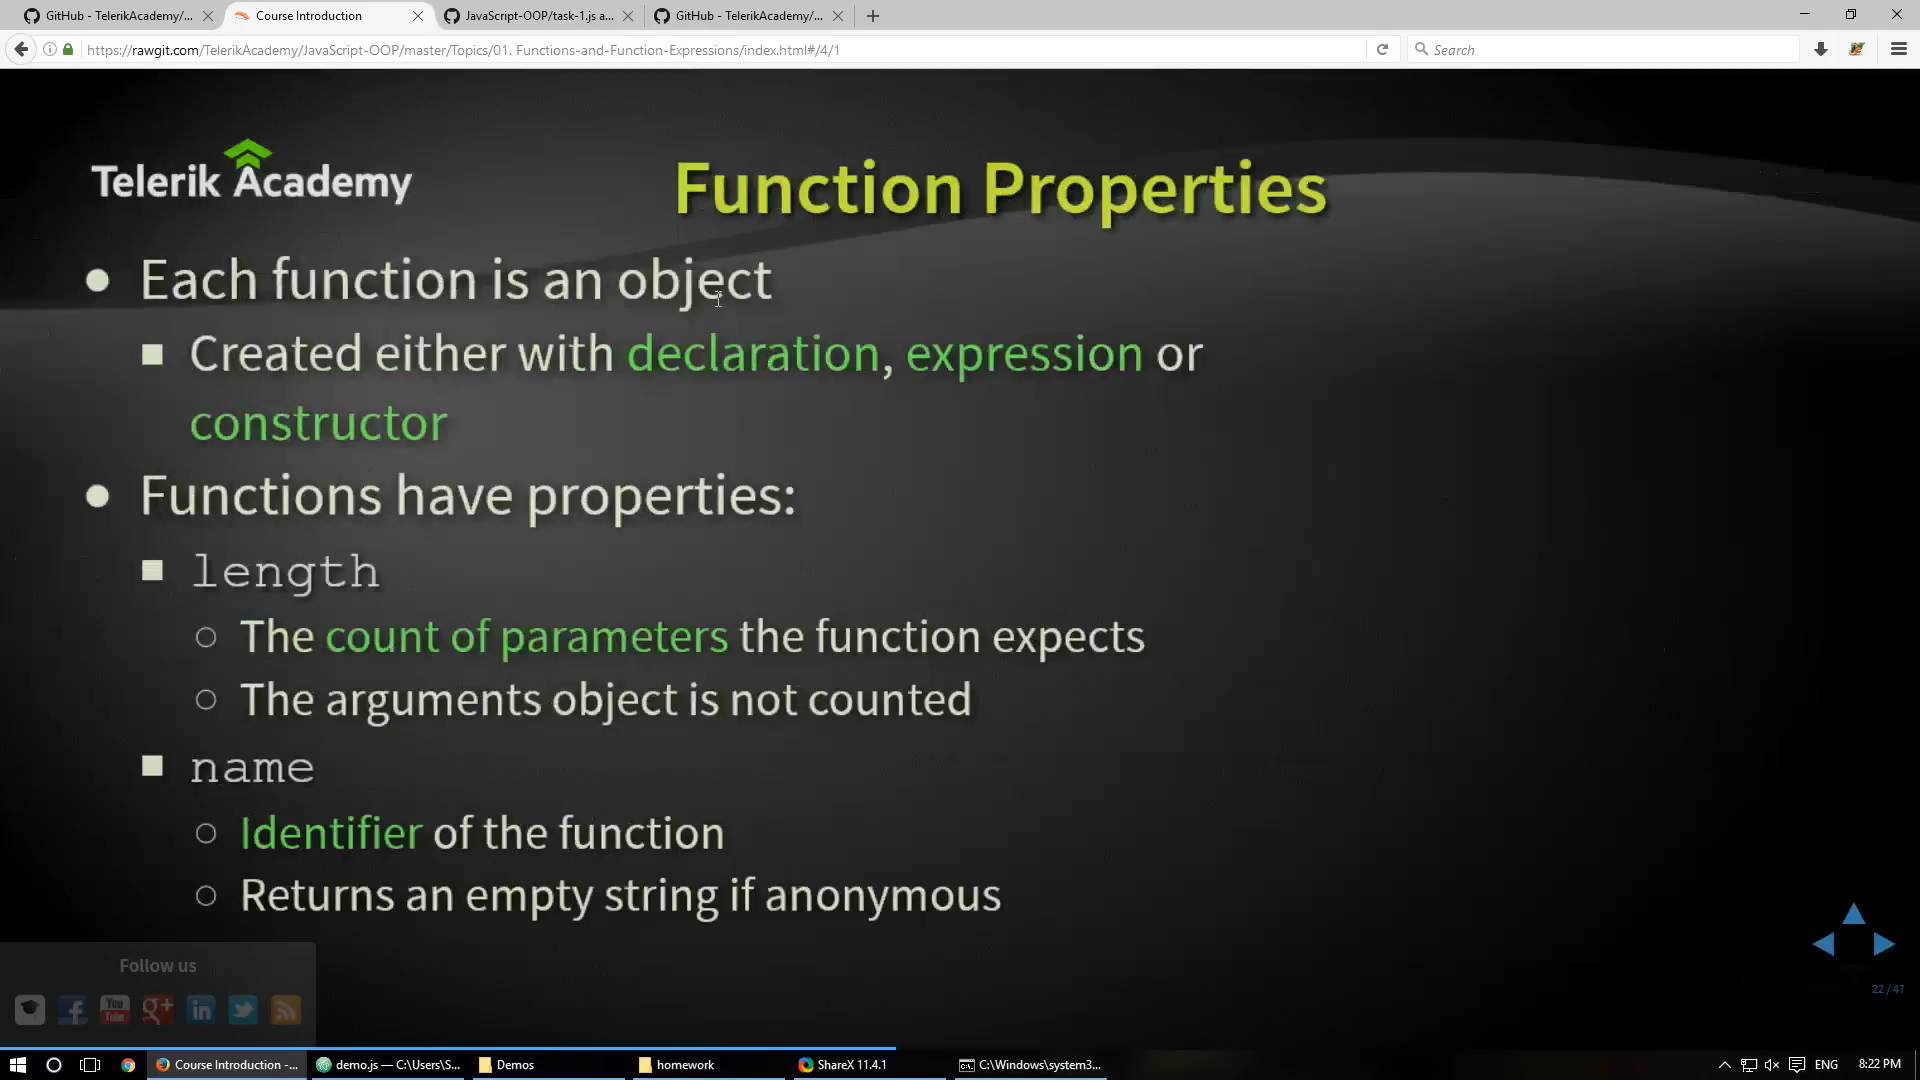 GitHub - TelerikAcademy/...
Course Introduction
JavaScript-OOP/task-1.js a...
GitHub - TelerikAcademy/...
https://rawgit.com/TelerikAcademy/JavaScript-OOP/master/Topics/01. Functions-and-Function-Expressions/index.html#/4/1
Search
Telerik Academy
Function Properties
Each function is an object
Created either with declaration, expression or
constructor
Functions have properties:
length
The count of parameters the function expects
The arguments object is not counted
name
Identifier of the function
Returns an empty string if anonymous
Follow us
You
Tube
g+
in
22 / 47
Course Introduction -...
demo.js — C:\Users\S...
Demos
homework
ShareX 11.4.1
C:\Windows\system3...
ENG
8:22 PM